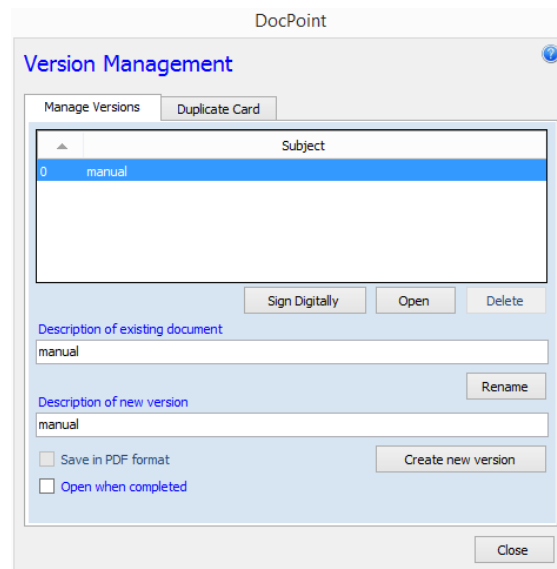 DocPoint
Version Management
Manage Versions Duplicate Card
Subject
0 manual
Sign Digitally Open Delete
Description of existing document
manual
Rename
Description of new version
manual
Save in PDF format Create new version
Open when completed
Close